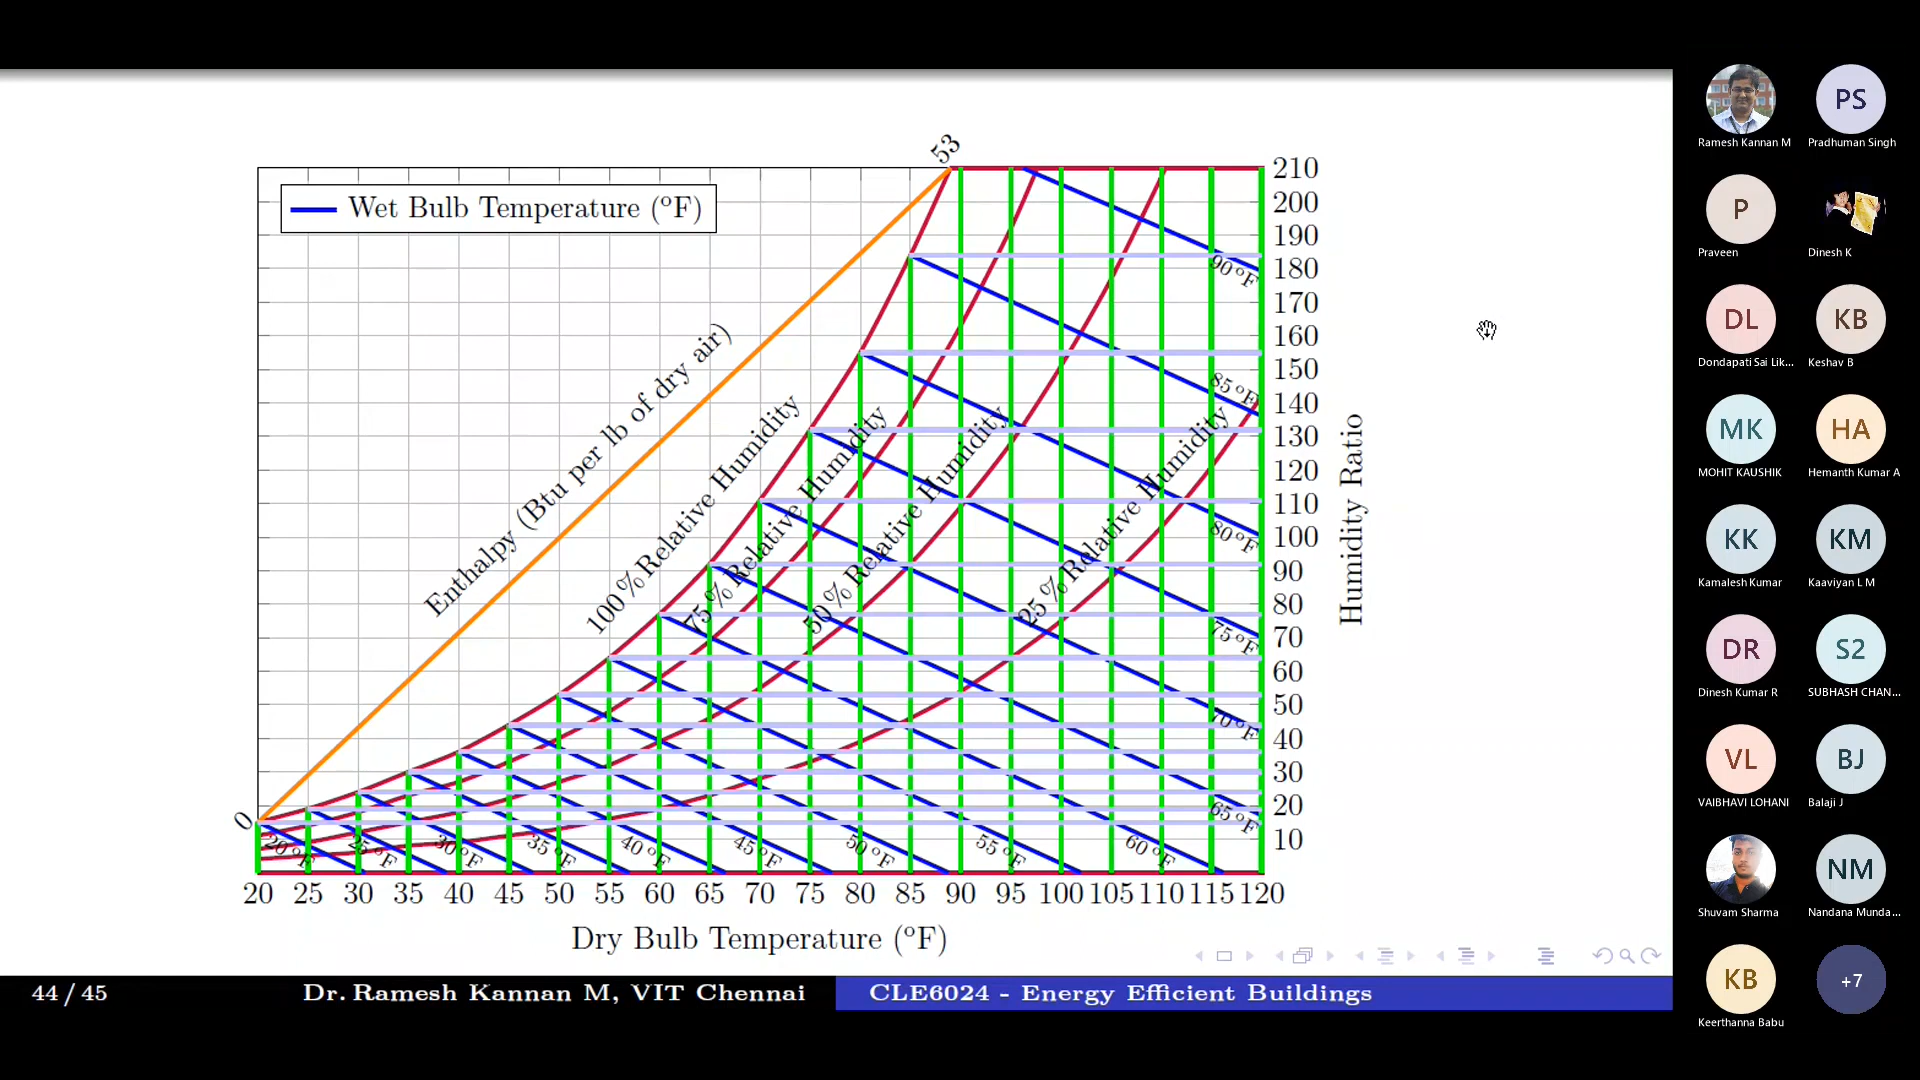 53
Wet Bulb Temperature (°F)
Enthalpy (Btu per lb of dry air)
100 % Relative Humidity
75 % Relative Humidity
50 % Relative Humidity
25 % Relative Humidity
210
200
190
180
170
160
150
140
130
120
110
100
90
80
70
60
50
40
30
20
10
Humidity Ratio
90 °F
85 °F
80 °F
75 °F
70 °F
65 °F
0
20 °F
25 °F
30 °F
35 °F
40 °F
45 °F
50 °F
55 °F
60 °F
20 25 30 35 40 45 50 55 60 65 70 75 80 85 90 95 100 105 110 115 120
Dry Bulb Temperature (°F)
44 / 45
Dr. Ramesh Kannan M, VIT Chennai
CLE6024 - Energy Efficient Buildings
PS
Ramesh Kannan M
Pradhuman Singh
P
Praveen
Dinesh K
DL
KB
Dondapati Sai Lik...
Keshav B
MK
HA
MOHIT KAUSHIK
Hemanth Kumar A
KK
KM
Kamalesh Kumar
Kaaviyan L M
DR
S2
Dinesh Kumar R
SUBHASH CHAN...
VL
BJ
VAIBHAVI LOHANI
Balaji J
NM
Shuvam Sharma
Nandana Munda...
KB
+7
Keerthanna Babu